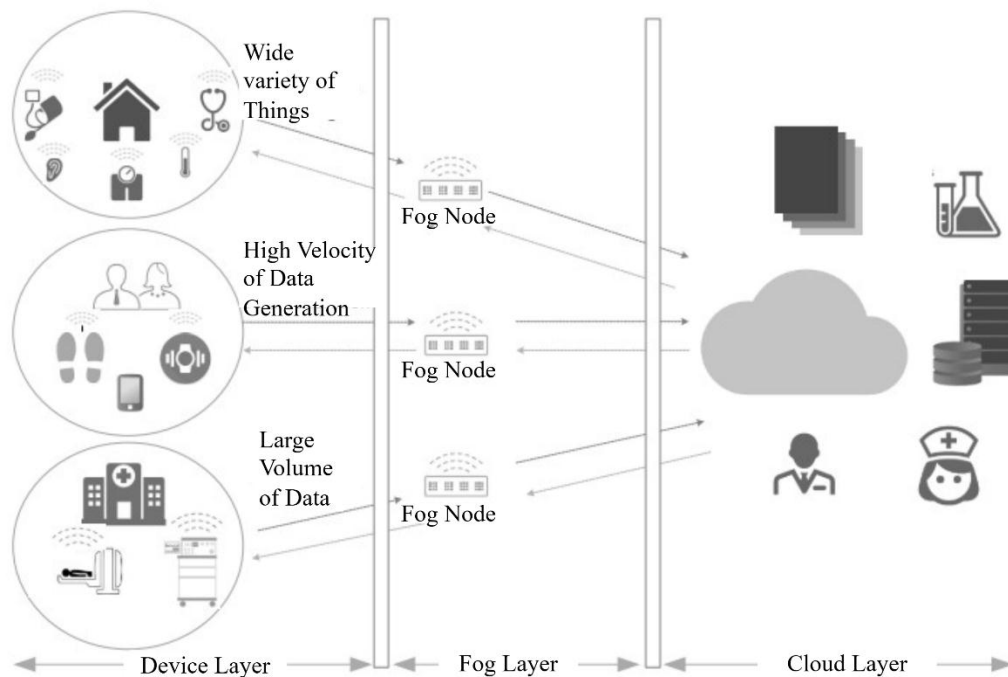 Wide
variety of
Things
Fog Node
High Velocity
of Data
Generation
Fog Node
Large
Volume
of Data
Fog Node
Device Layer
Fog Layer
Cloud Layer